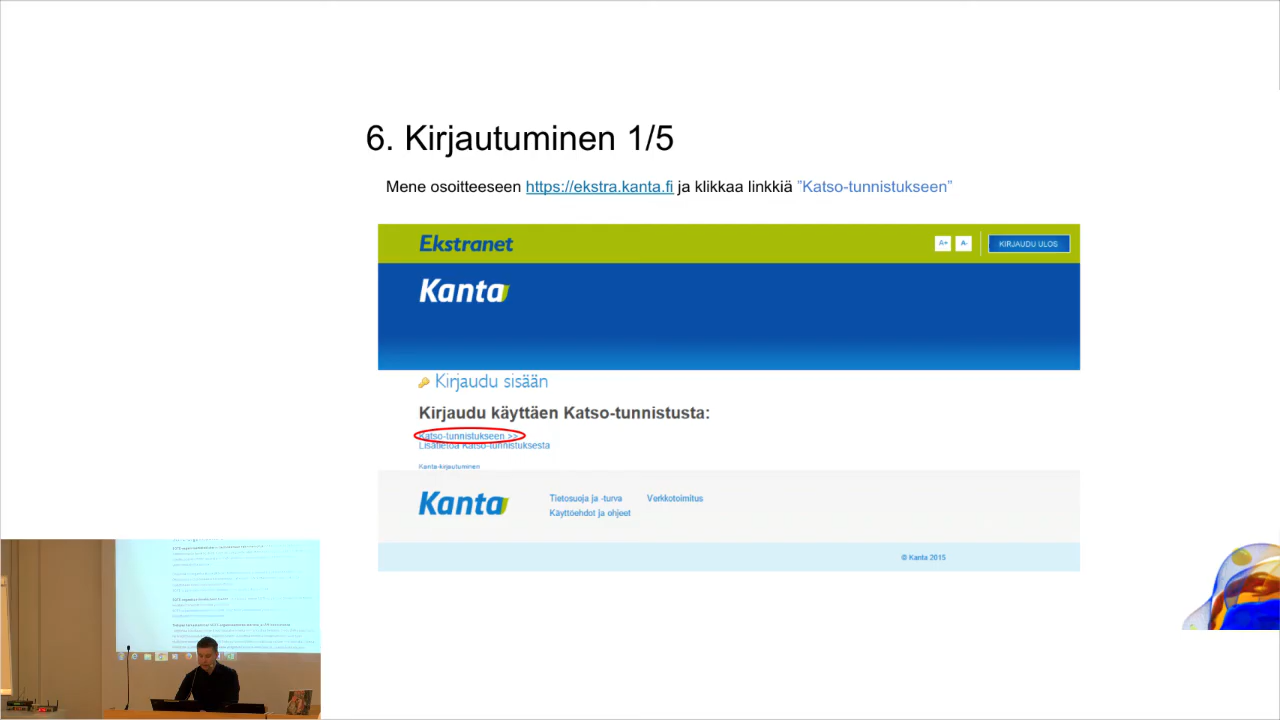 6. Kirjautuminen 1/5
Mene osoitteeseen https://ekstra.kanta.fi ja klikkaa linkkiä ”Katso-tunnistukseen”
Ekstranet
A+ A- KIRJAUDU ULOS
Kanta
Kirjaudu sisään
Kirjaudu käyttäen Katso-tunnistusta:
Katso-tunnistukseen >>
Lisätietoa Katso-tunnistuksesta
Kanta-kirjautuminen
Kanta
Tietosuoja ja -turva Verkkotoimitus
Käyttöehdot ja ohjeet
© Kanta 2015